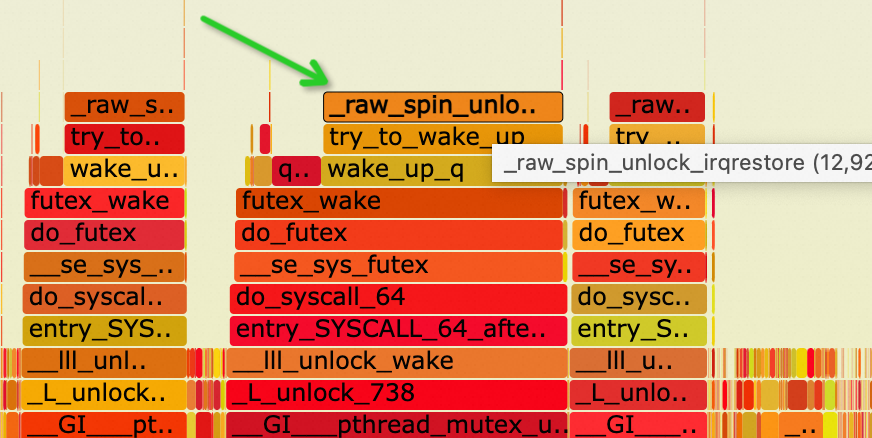 _raw_s.. _raw_spin_unlo.. _raw..
try_to.. try_to_wake_up try_..
wake_u.. q.. wake_up_q _raw_spin_unlock_irqrestore (12,92
futex_wake futex_wake futex_w..
do_futex do_futex do_futex
__se_sys_.. __se_sys_futex __se_sy..
do_syscal.. do_syscall_64 do_sysc..
entry_SYS.. entry_SYSCALL_64_afte.. entry_S..
__lll_unl.. __lll_unlock_wake __lll_u..
_L_unlock.. _L_unlock_738 _L_unlo..
__GI___pt.. __GI___pthread_mutex_u.. __GI___.. _..